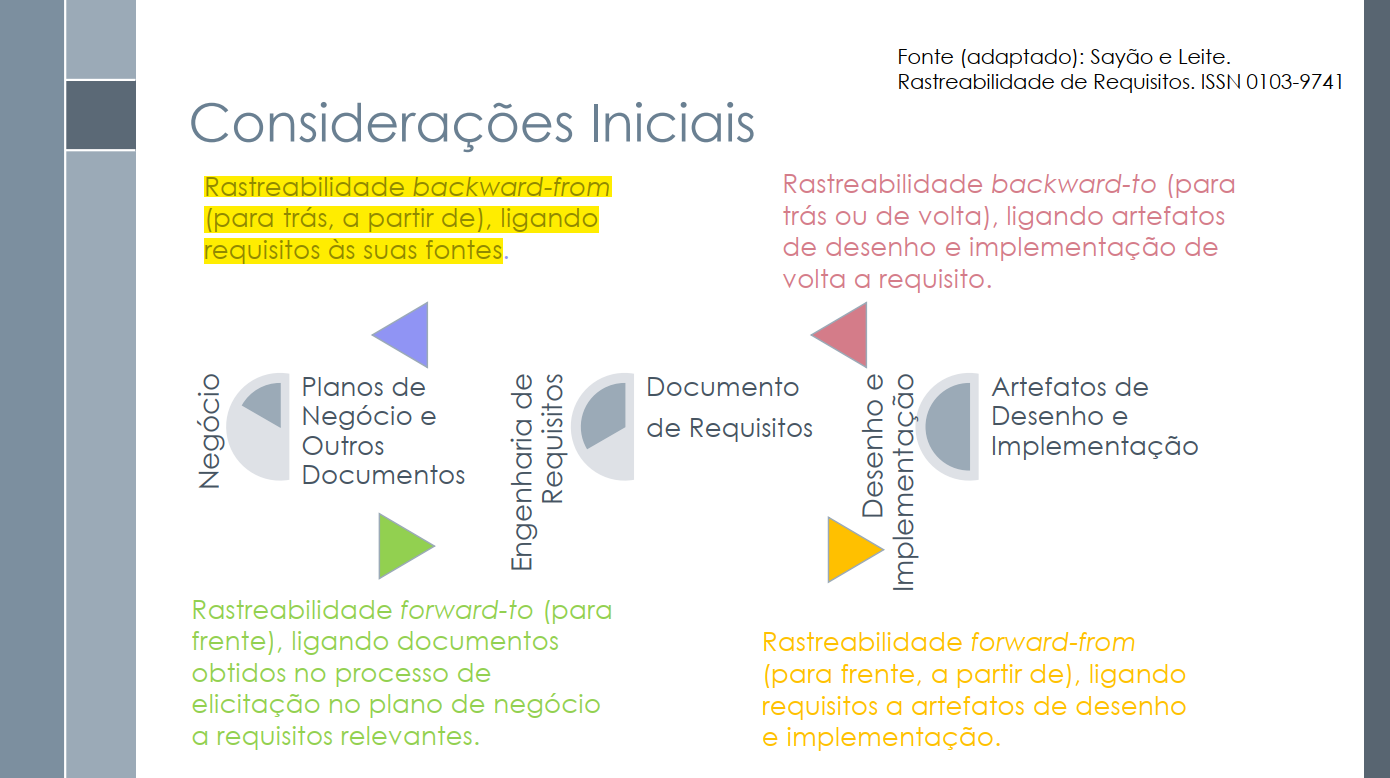 Fonte (adaptado): Sayão e Leite.
Rastreabilidade de Requisitos. ISSN 0103-9741
Considerações Iniciais
Rastreabilidade backward-from
(para trás, a partir de), ligando
requisitos às suas fontes.
Rastreabilidade backward-to (para
trás ou de volta), ligando artefatos
de desenho e implementação de
volta a requisito.
Negócio
Planos de
Negócio e
Outros
Documentos
Engenharia de
Requisitos
Documento
de Requisitos
Desenho e
Implementação
Artefatos de
Desenho e
Implementação
Rastreabilidade forward-to (para
frente), ligando documentos
obtidos no processo de
elicitação no plano de negócio
a requisitos relevantes.
Rastreabilidade forward-from
(para frente, a partir de), ligando
requisitos a artefatos de desenho
e implementação.